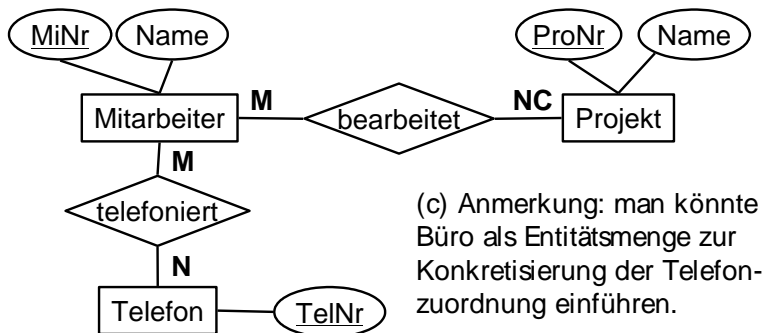 MiNr Name ProNr Name
Mitarbeiter M bearbeitet NC Projekt
M
telefoniert
N
Telefon TelNr
(c) Anmerkung: man könnte
Büro als Entitätsmenge zur
Konkretisierung der Telefon-
zuordnung einführen.